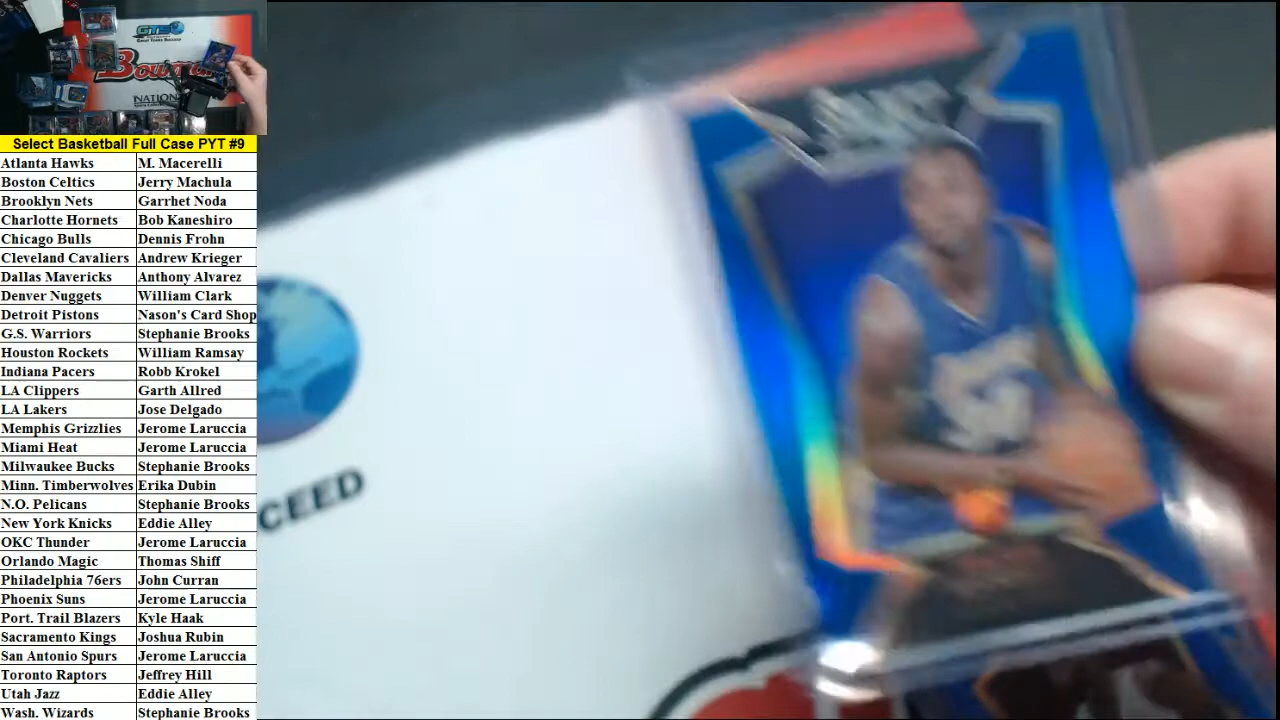 GTS
Bowman
NATION
Select Basketball Full Case PYT #9
Atlanta Hawks M. Macerelli
Boston Celtics Jerry Machula
Brooklyn Nets Garrhet Noda
Charlotte Hornets Bob Kaneshiro
Chicago Bulls Dennis Frohn
Cleveland Cavaliers Andrew Krieger
Dallas Mavericks Anthony Alvarez
Denver Nuggets William Clark
Detroit Pistons Nason's Card Shop
G.S. Warriors Stephanie Brooks
Houston Rockets William Ramsay
Indiana Pacers Robb Krokel
LA Clippers Garth Allred
LA Lakers Jose Delgado
Memphis Grizzlies Jerome Laruccia
Miami Heat Jerome Laruccia
Milwaukee Bucks Stephanie Brooks
Minn. Timberwolves Erika Dubin
N.O. Pelicans Stephanie Brooks
New York Knicks Eddie Alley
OKC Thunder Jerome Laruccia
Orlando Magic Thomas Shiff
Philadelphia 76ers John Curran
Phoenix Suns Jerome Laruccia
Port. Trail Blazers Kyle Haak
Sacramento Kings Joshua Rubin
San Antonio Spurs Jerome Laruccia
Toronto Raptors Jeffrey Hill
Utah Jazz Eddie Alley
Wash. Wizards Stephanie Brooks
CEED